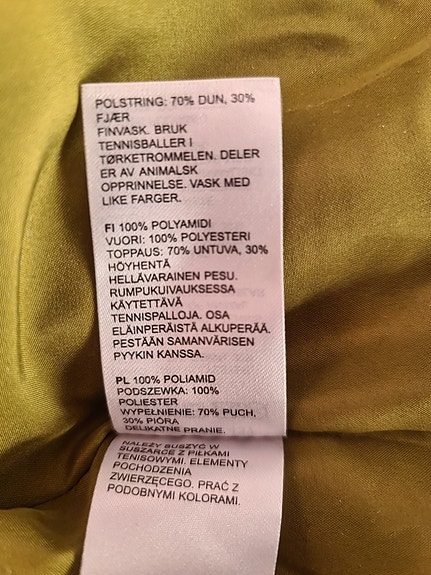 POLSTRING: 70% DUN, 30%
FJÆR
FINVASK. BRUK
TENNISBALLER I
TØRKETROMMELEN. DELER
ER AV ANIMALSK
OPPRINNELSE. VASK MED
LIKE FARGER.
FI 100% POLYAMIDI
VUORI: 100% POLYESTERI
TOPPAUS: 70% UNTUVA, 30%
HÖYHENTÄ
HELLÄVARAINEN PESU.
RUMPUKUIVAUKSESSA
KÄYTETTÄVÄ
TENNISPALLOJA. OSA
ELÄINPERÄISTÄ ALKUPERÄÄ.
PESTÄÄN SAMANVÄRISEN
PYYKIN KANSSA.
PL 100% POLIAMID
PODSZEWKA: 100%
POLIESTER
WYPEŁNIENIE: 70% PUCH,
30% PIÓRA
DELIKATNE PRANIE.
NALEŻY SUSZYĆ W
SUSZARCE Z PIŁKAMI
TENISOWYMI. ELEMENTY
POCHODZENIA
ZWIERZĘCEGO. PRAĆ Z
PODOBNYMI KOLORAMI.